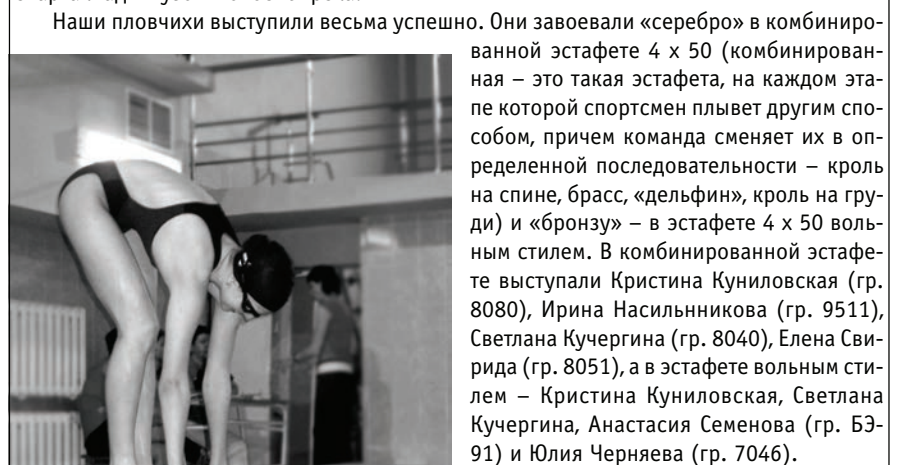 Наши пловчихи выступили весьма успешно. Они завоевали «серебро» в комбиниро-
ванной эстафете 4 х 50 (комбинирован-
ная – это такая эстафета, на каждом эта-
пе которой спортсмен плывет другим спо-
собом, причем команда сменяет их в оп-
ределенной последовательности – кроль
на спине, брасс, «дельфин», кроль на гру-
ди) и «бронзу» – в эстафете 4 х 50 воль-
ным стилем. В комбинированной эстафе-
те выступали Кристина Куниловская (гр.
8080), Ирина Насильнникова (гр. 9511),
Светлана Кучергина (гр. 8040), Елена Сви-
рида (гр. 8051), а в эстафете вольным сти-
лем – Кристина Куниловская, Светлана
Кучергина, Анастасия Семенова (гр. БЭ-
91) и Юлия Черняева (гр. 7046).